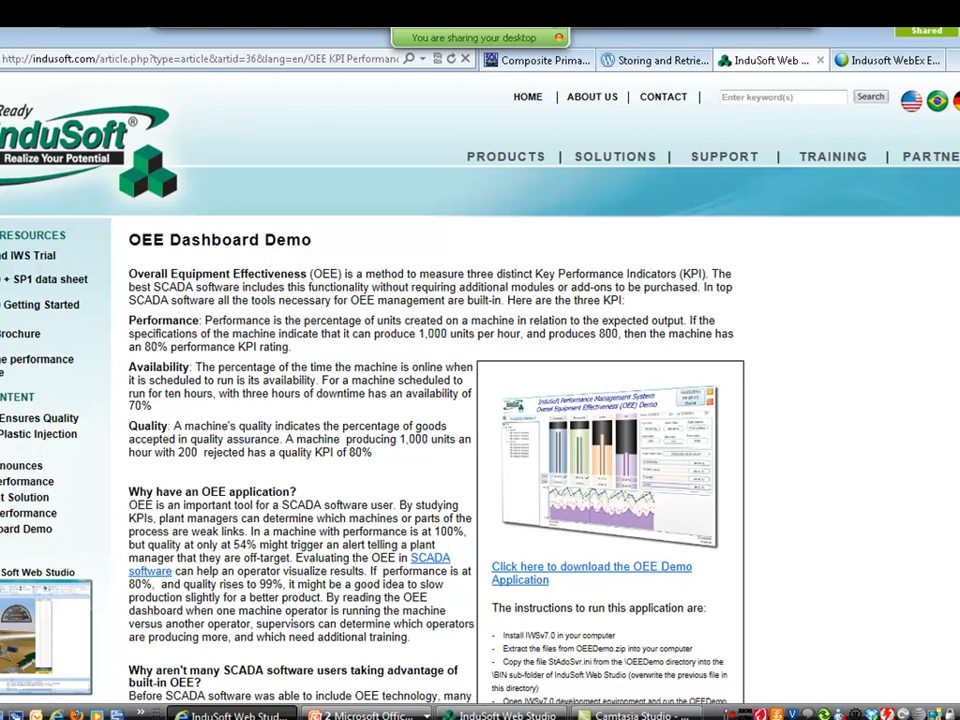 You are sharing your desktop
Shared
http://indusoft.com/article.php?type=article&artid=36&lang=en/OEE KPI Performanc
Composite Prima...
Storing and Retrie...
InduSoft Web ...
Indusoft WebEx E...
HOME | ABOUT US | CONTACT |
Enter keyword(s)
Search
Ready
InduSoft®
Realize Your Potential
PRODUCTS | SOLUTIONS | SUPPORT | TRAINING | PARTNE
RESOURCES
d IWS Trial
+ SP1 data sheet
Getting Started
Brochure
e performance
e
NTENT
Ensures Quality
Plastic Injection
nounces
erformance
t Solution
erformance
oard Demo
Soft Web Studio
OEE Dashboard Demo
Overall Equipment Effectiveness (OEE) is a method to measure three distinct Key Performance Indicators (KPI). The
best SCADA software includes this functionality without requiring additional modules or add-ons to be purchased. In top
SCADA software all the tools necessary for OEE management are built-in. Here are the three KPI:
Performance: Performance is the percentage of units created on a machine in relation to the expected output. If the
specifications of the machine indicate that it can produce 1,000 units per hour, and produces 800, then the machine has
an 80% performance KPI rating.
Availability: The percentage of the time the machine is online when
it is scheduled to run is its availability. For a machine scheduled to
run for ten hours, with three hours of downtime has an availability of
70%
Quality: A machine's quality indicates the percentage of goods
accepted in quality assurance. A machine producing 1,000 units an
hour with 200 rejected has a quality KPI of 80%
Why have an OEE application?
OEE is an important tool for a SCADA software user. By studying
KPIs, plant managers can determine which machines or parts of the
process are weak links. In a machine with performance is at 100%,
but quality at only at 54% might trigger an alert telling a plant
manager that they are off-target. Evaluating the OEE in SCADA
software can help an operator visualize results. If performance is at
80%, and quality rises to 99%, it might be a good idea to slow
production slightly for a better product. By reading the OEE
dashboard when one machine operator is running the machine
versus another operator, supervisors can determine which operators
are producing more, and which need additional training.
Why aren't many SCADA software users taking advantage of
built-in OEE?
Before SCADA software was able to include OEE technology, many
InduSoft Performance Management System
Overall Equipment Effectiveness (OEE) Demo
Click here to download the OEE Demo
Application
The instructions to run this application are:
- Install IWSv7.0 in your computer
- Extract the files from OEEDemo.zip into your computer
- Copy the file StAdoSvr.ini from the \OEEDemo directory into the
\BIN sub-folder of InduSoft Web Studio (overwrite the previous file in
this directory)
- Open IWSv7.0 development environment and run the OEEDemo
InduSoft Web Stud...
2 Microsoft Offic...
InduSoft Web Studio
Camtasia Studio - ...